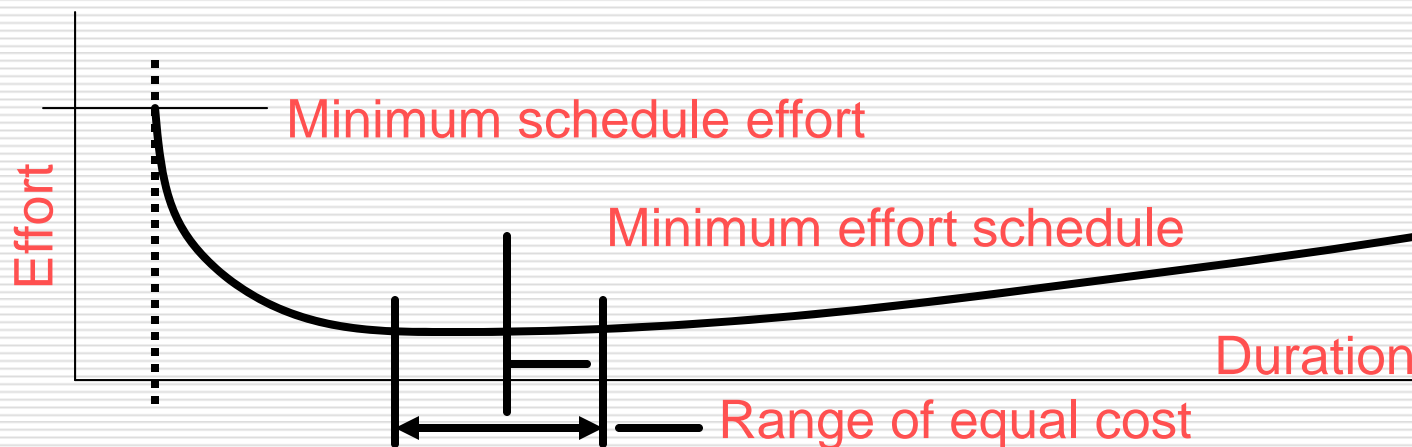 Minimum schedule effort
Effort
Minimum effort schedule
Duration
Range of equal cost